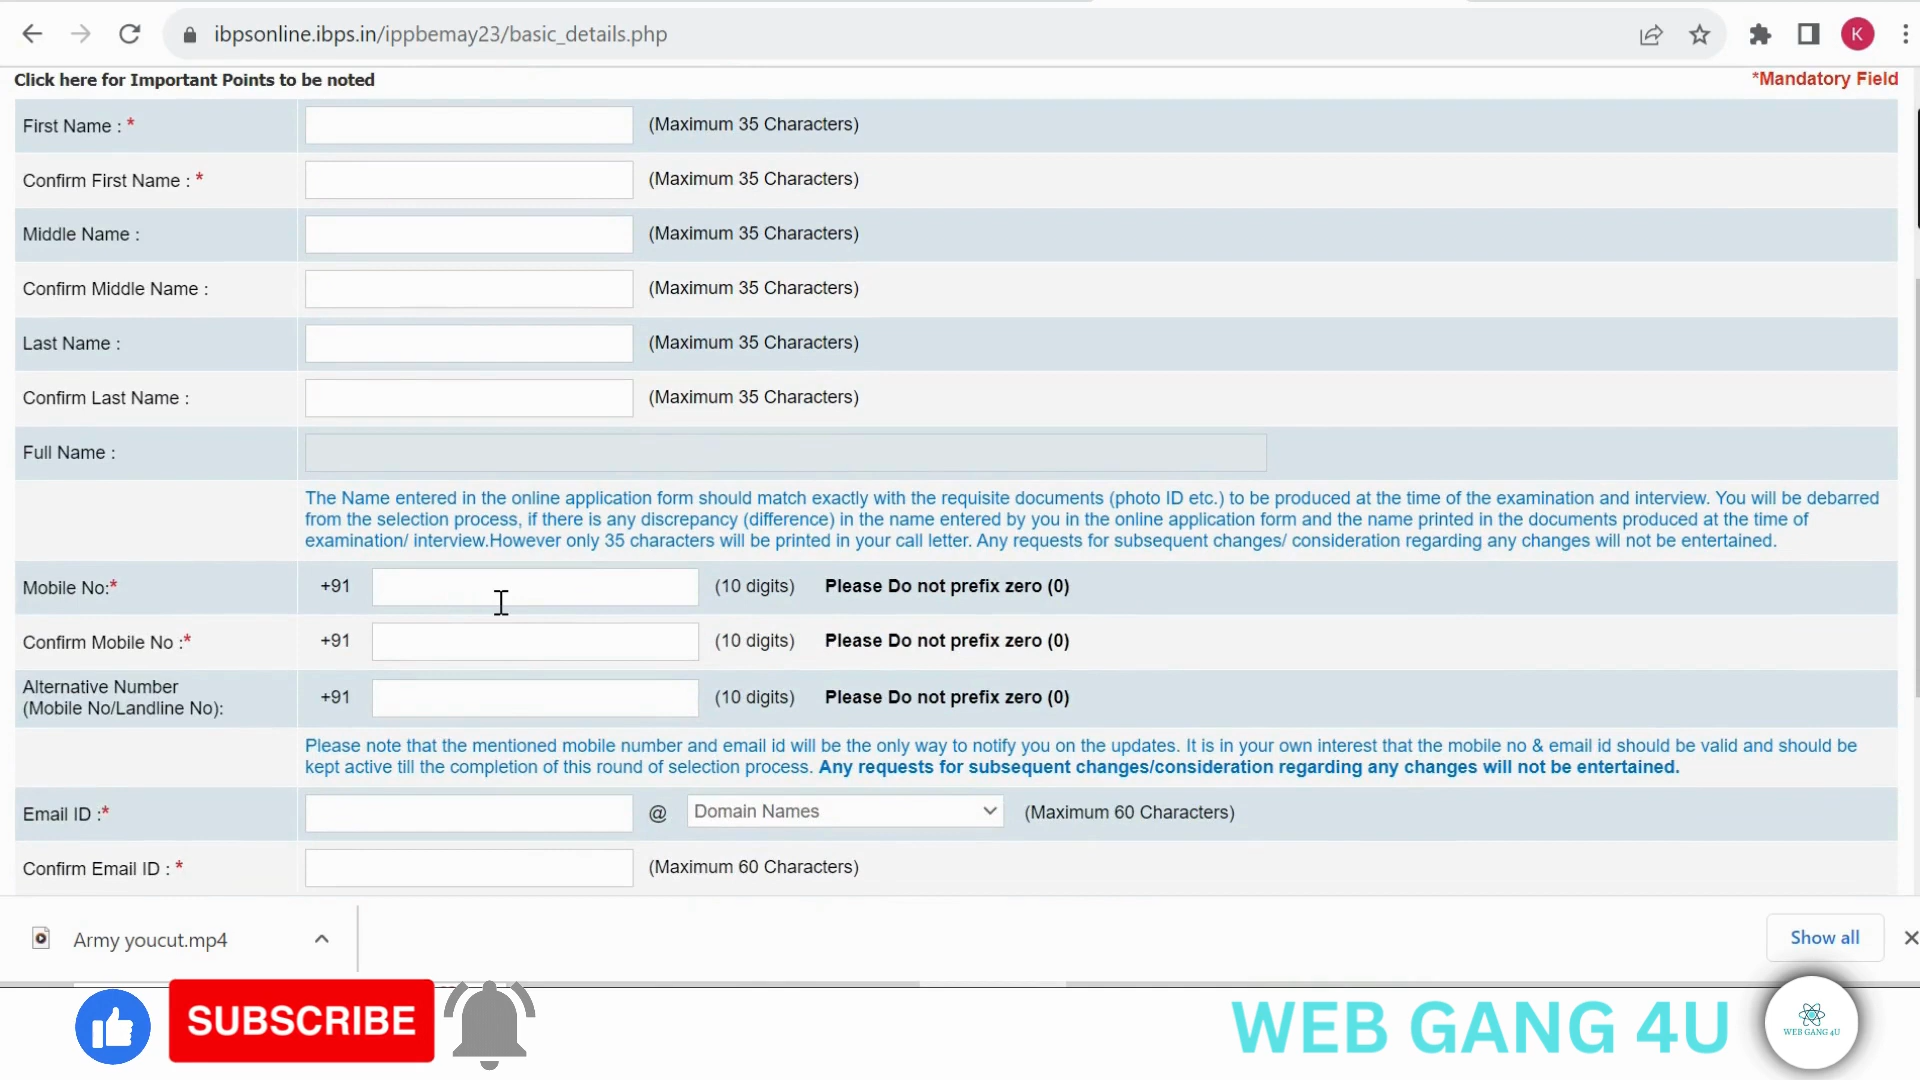 ibpsonline.ibps.in/ippbemay23/basic_details.php
K
Click here for Important Points to be noted
*Mandatory Field
First Name : * (Maximum 35 Characters)
Confirm First Name : * (Maximum 35 Characters)
Middle Name : (Maximum 35 Characters)
Confirm Middle Name : (Maximum 35 Characters)
Last Name : (Maximum 35 Characters)
Confirm Last Name : (Maximum 35 Characters)
Full Name :
The Name entered in the online application form should match exactly with the requisite documents (photo ID etc.) to be produced at the time of the examination and interview. You will be debarred
from the selection process, if there is any discrepancy (difference) in the name entered by you in the online application form and the name printed in the documents produced at the time of
examination/ interview.However only 35 characters will be printed in your call letter. Any requests for subsequent changes/ consideration regarding any changes will not be entertained.
Mobile No:* +91 (10 digits) Please Do not prefix zero (0)
Confirm Mobile No :* +91 (10 digits) Please Do not prefix zero (0)
Alternative Number
(Mobile No/Landline No): +91 (10 digits) Please Do not prefix zero (0)
Please note that the mentioned mobile number and email id will be the only way to notify you on the updates. It is in your own interest that the mobile no & email id should be valid and should be
kept active till the completion of this round of selection process. Any requests for subsequent changes/consideration regarding any changes will not be entertained.
Email ID :* @ Domain Names (Maximum 60 Characters)
Confirm Email ID : * (Maximum 60 Characters)
Army youcut.mp4
Show all
SUBSCRIBE
WEB GANG 4U
WEB GANG 4U